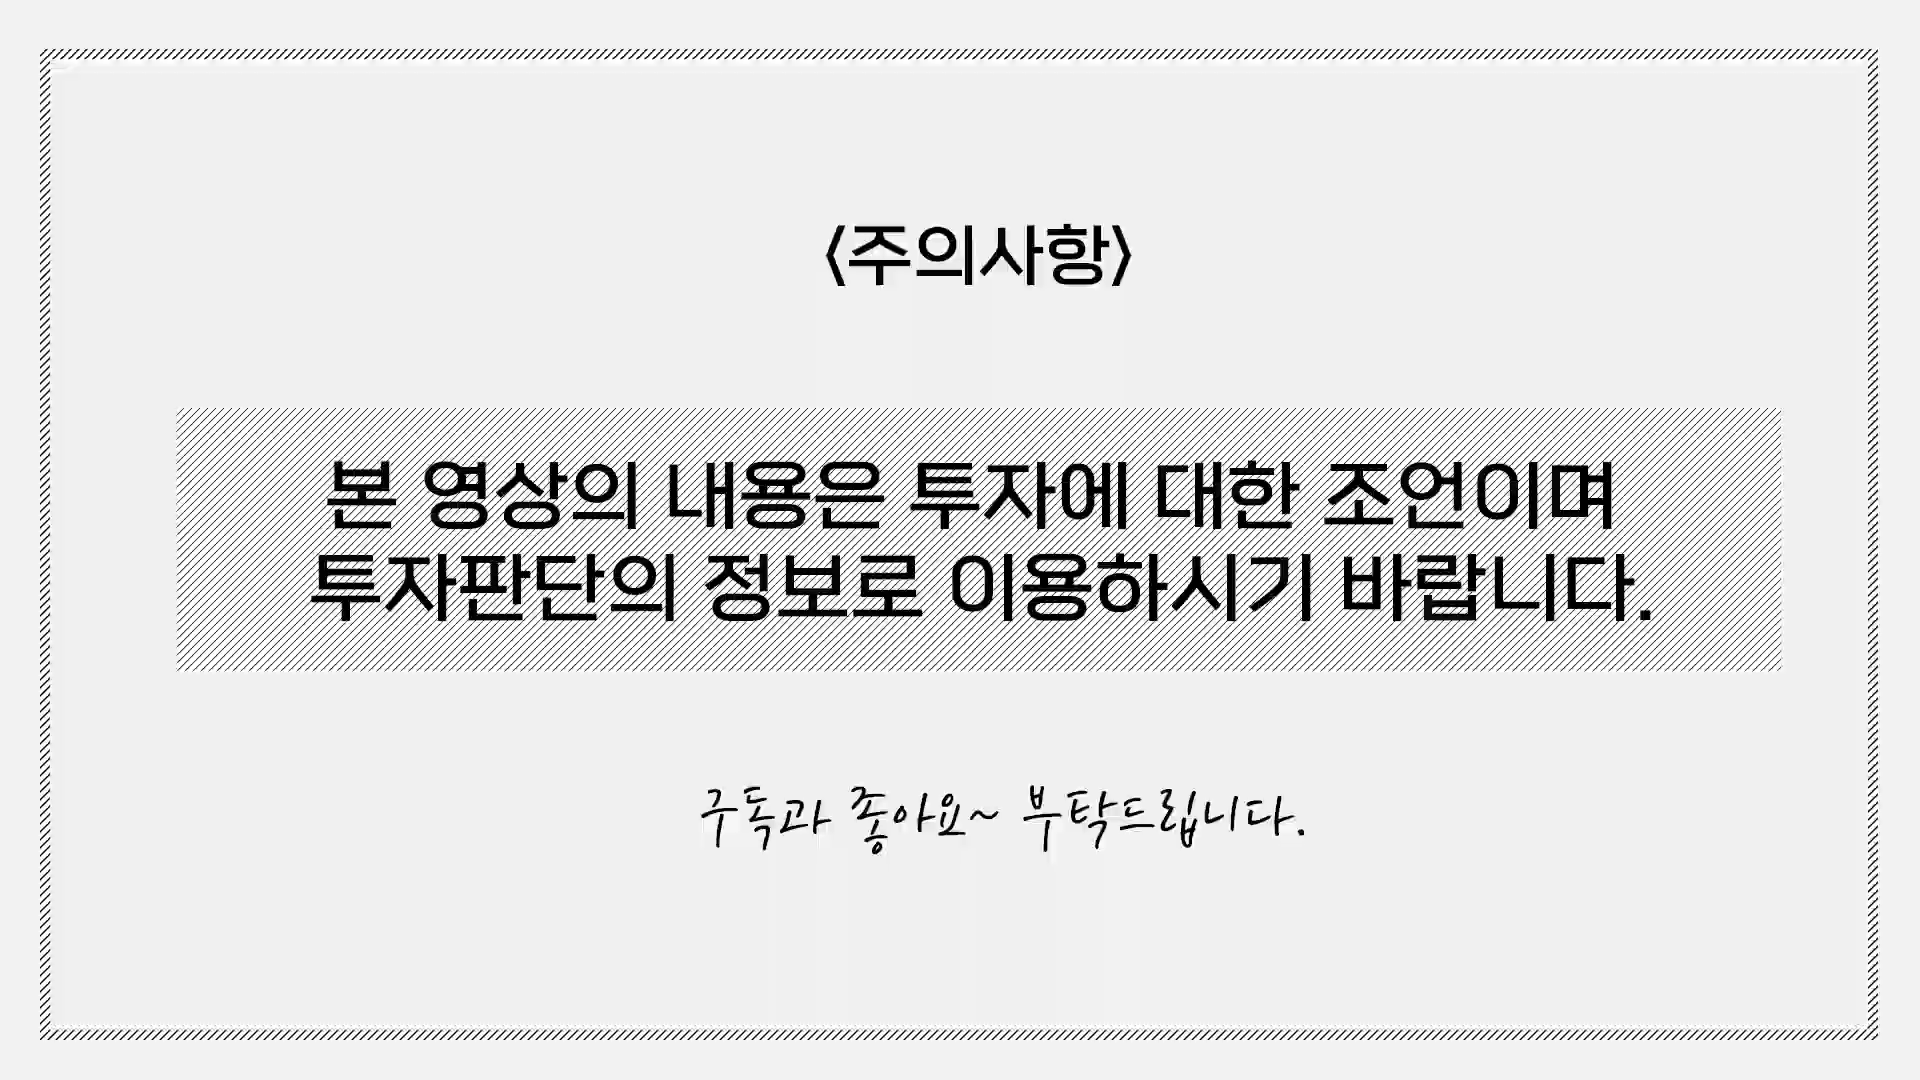 〈주의사항〉
본 영상의 내용은 투자에 대한 조언이며
투자판단의 정보로 이용하시기 바랍니다.
구독과 좋아요~ 부탁드립니다.